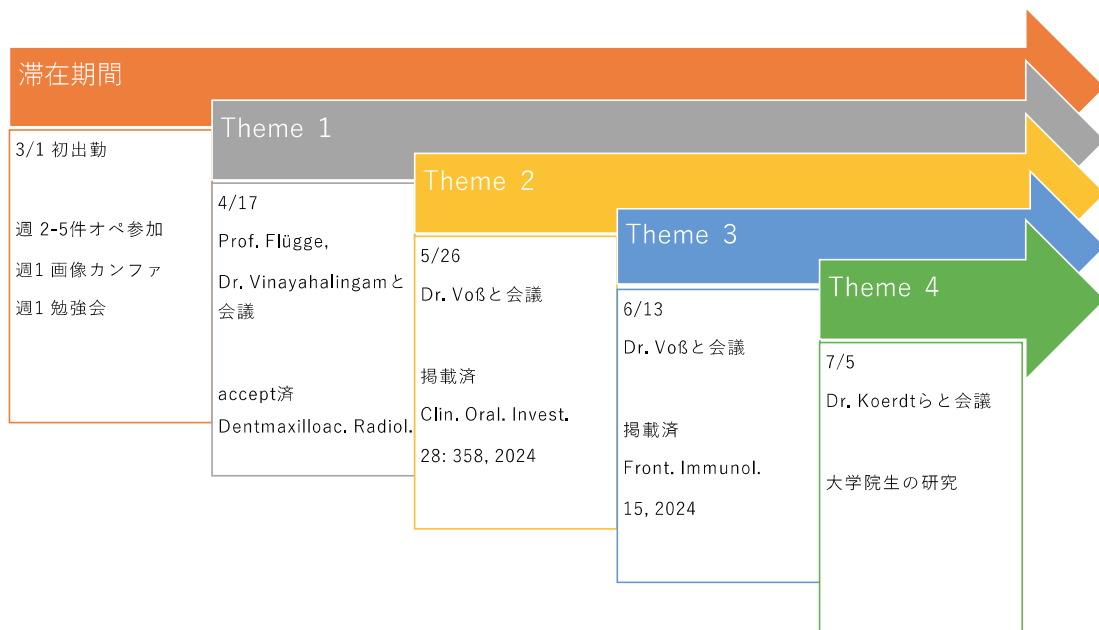 滞在期間
3/1 初出勤
週 2-5件オペ参加
週1 画像カンファ
週1 勉強会
Theme 1
4/17
Prof. Flügge,
Dr. Vinayahalingamと
会議
accept済
Dentmaxilloac. Radiol.
Theme 2
5/26
Dr. Voßと会議
掲載済
Clin. Oral. Invest.
28: 358, 2024
Theme 3
6/13
Dr. Voßと会議
掲載済
Front. Immunol.
15, 2024
Theme 4
7/5
Dr. Koerdtらと会議
大学院生の研究